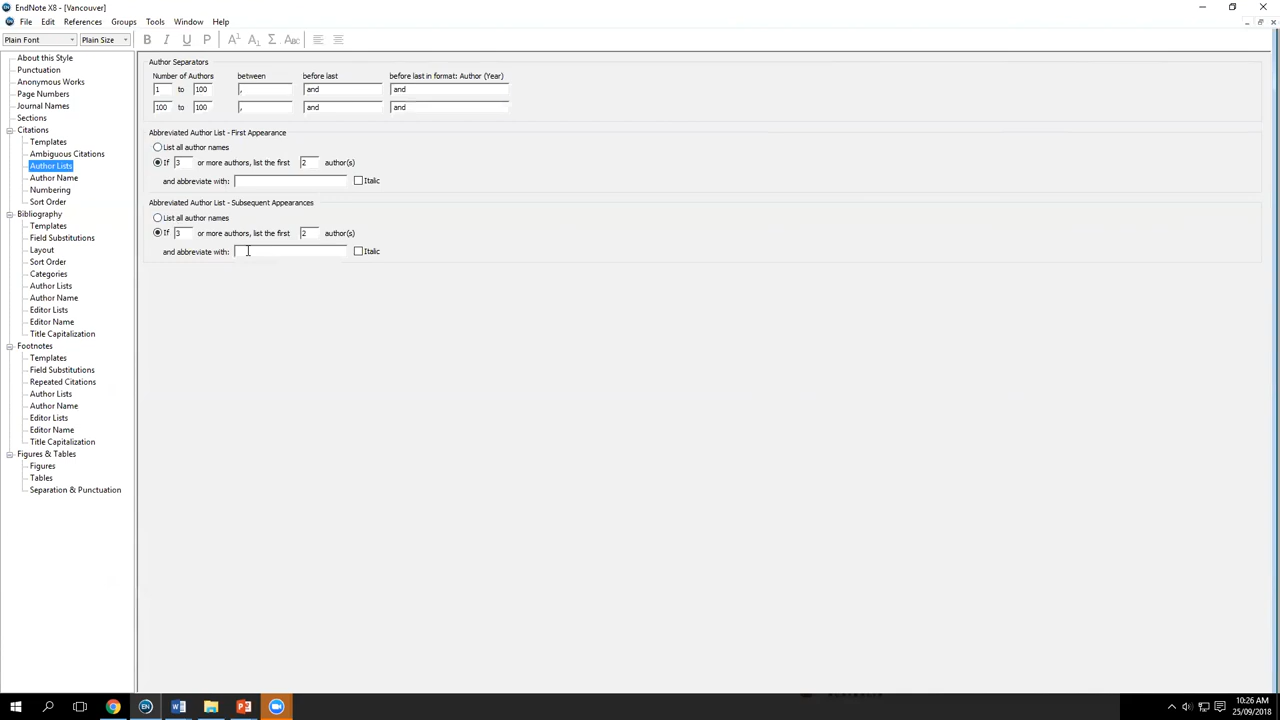 EndNote X8 - [Vancouver]
File Edit References Groups Tools Window Help
Plain Font Plain Size B I U P A¹ A₁ Σ Abc
About this Style
Punctuation
Anonymous Works
Page Numbers
Journal Names
Sections
Citations
Templates
Ambiguous Citations
Author Lists
Author Name
Numbering
Sort Order
Bibliography
Templates
Field Substitutions
Layout
Sort Order
Categories
Author Lists
Author Name
Editor Lists
Editor Name
Title Capitalization
Footnotes
Templates
Field Substitutions
Repeated Citations
Author Lists
Author Name
Editor Lists
Editor Name
Title Capitalization
Figures & Tables
Figures
Tables
Separation & Punctuation
Author Separators
Number of Authors between before last before last in format: Author (Year)
1 to 100 , and and
100 to 100 , and and
Abbreviated Author List - First Appearance
List all author names
If 3 or more authors, list the first 2 author(s)
and abbreviate with: Italic
Abbreviated Author List - Subsequent Appearances
List all author names
If 3 or more authors, list the first 2 author(s)
and abbreviate with: Italic
EN
10:26 AM
25/09/2018